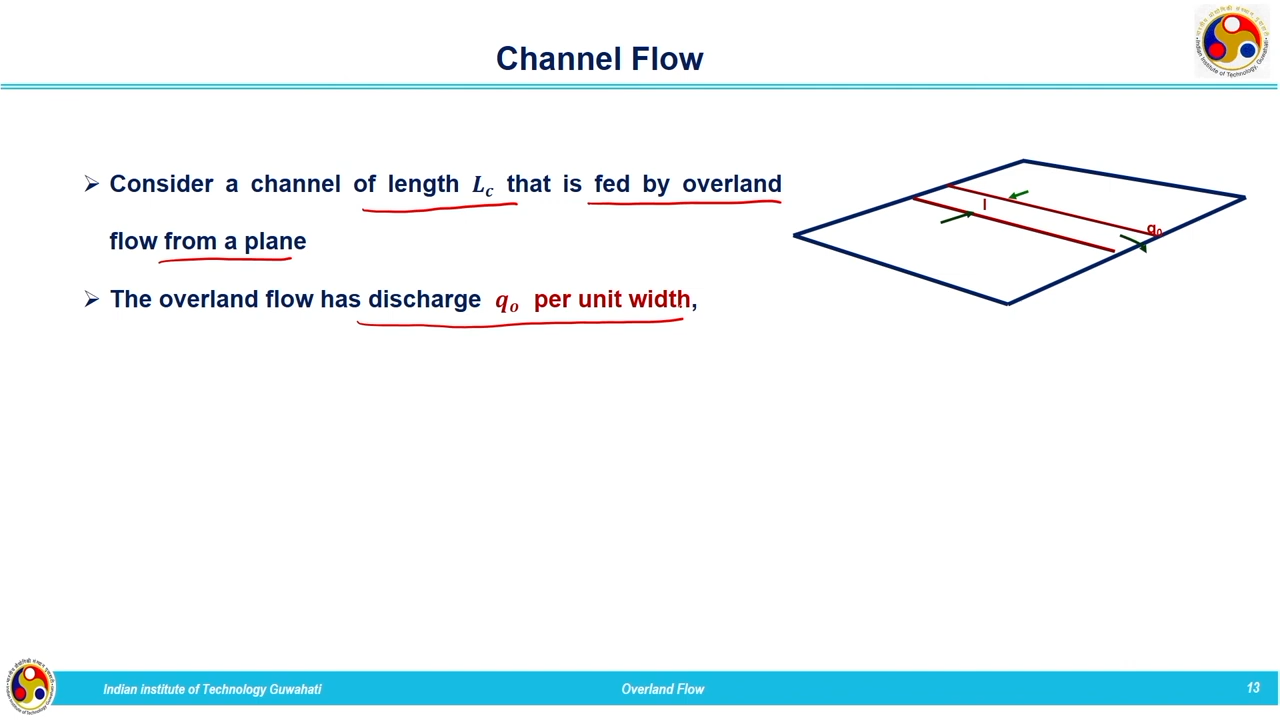 Channel Flow
➢ Consider a channel of length L_c that is fed by overland
flow from a plane
➢ The overland flow has discharge q_o per unit width,
l
q₀
Indian institute of Technology Guwahati
Overland Flow
13